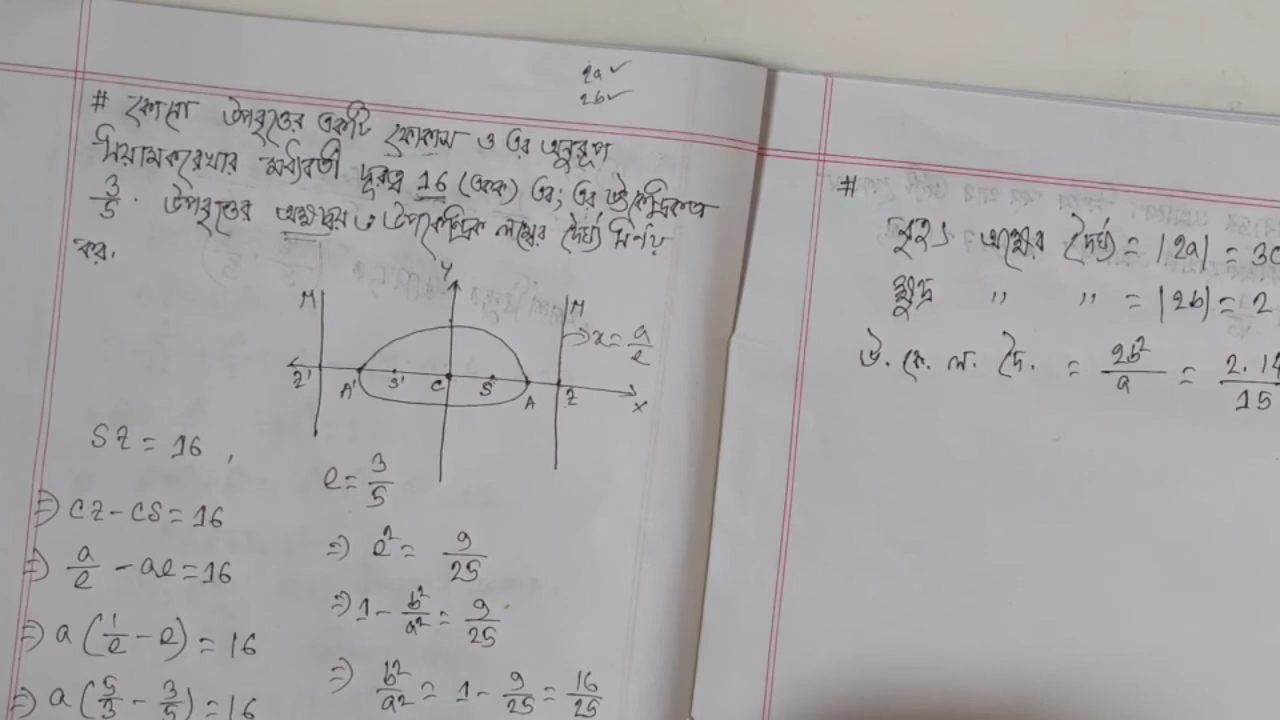 2a ✓
2b ✓
# কোনো উপবৃত্তের একটি ফোকাস ও এর অনুরূপ
নিয়ামকরেখার মধ্যবর্তী দূরত্ব 16 (একক) এবং এর উৎকেন্দ্রিকতা
3/5. উপবৃত্তের অক্ষদ্বয় ও উপকেন্দ্রিক লম্বের দৈর্ঘ্য নির্ণয়
কর.
Y
M M
x = a/e
Z' A' S' C S A Z X
SZ = 16,
⇒ CZ - CS = 16
⇒ a/e - ae = 16
⇒ a(1/e - e) = 16
⇒ a(5/3 - 3/5) = 16
e = 3/5
⇒ e² = 9/25
⇒ 1 - b²/a² = 9/25
⇒ b²/a² = 1 - 9/25 = 16/25
#
বৃহৎ অক্ষের দৈর্ঘ্য = |2a| = 30
ক্ষুদ্র " " = |2b| = 2
উ. কে. ল. দৈ. = 2b²/a = 2.14/15